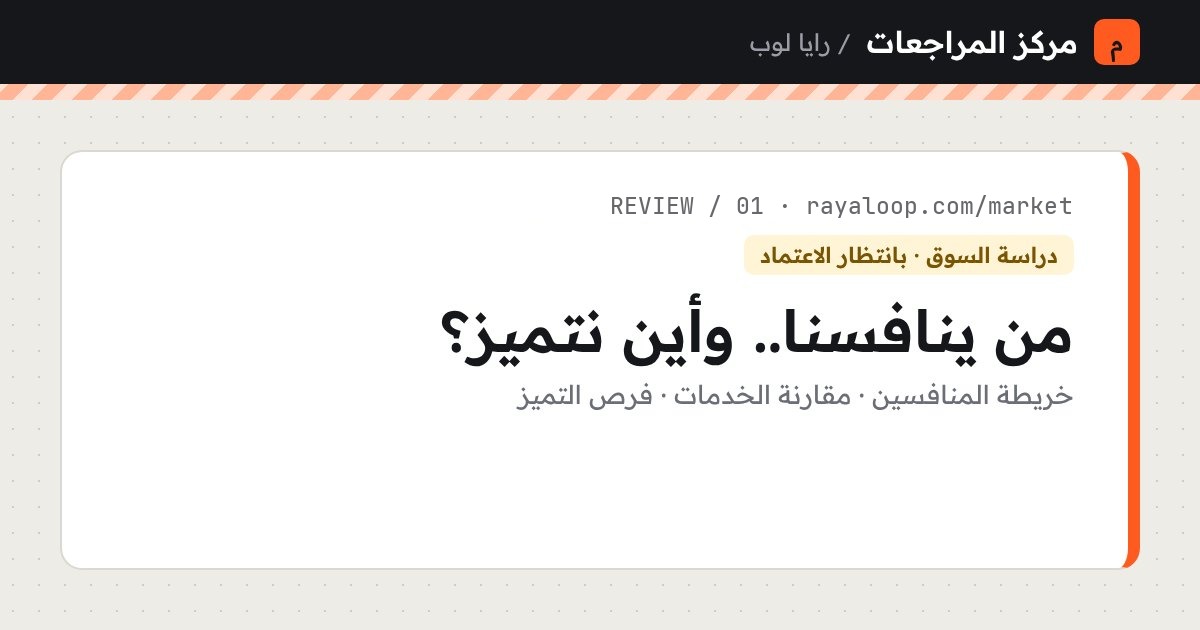 م مركز المراجعات / رايا لوب
REVIEW / 01 · rayaloop.com/market
دراسة السوق · بانتظار الاعتماد
من ينافسنا.. وأين نتميز؟
خريطة المنافسين · مقارنة الخدمات · فرص التميز